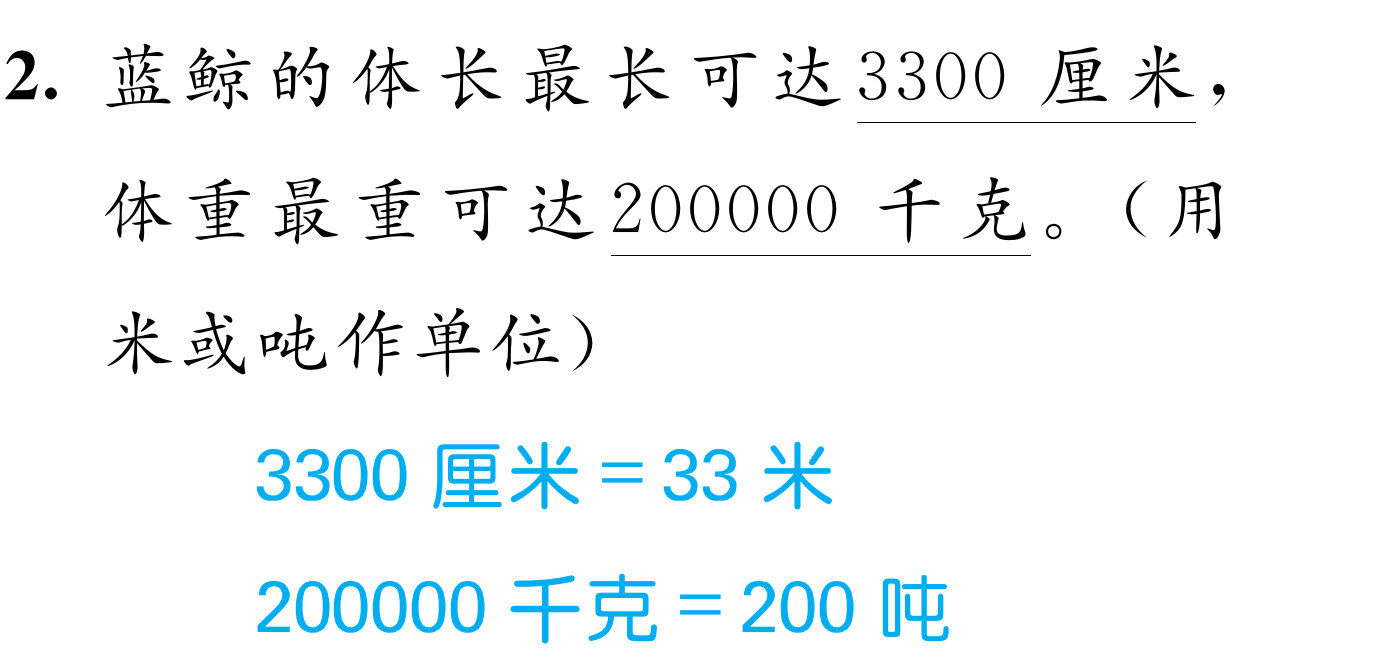 2. 蓝鲸的体长最长可达3300 厘米，
体重最重可达200000 千克。（用
米或吨作单位）
3300 厘米＝33 米
200000 千克＝200 吨